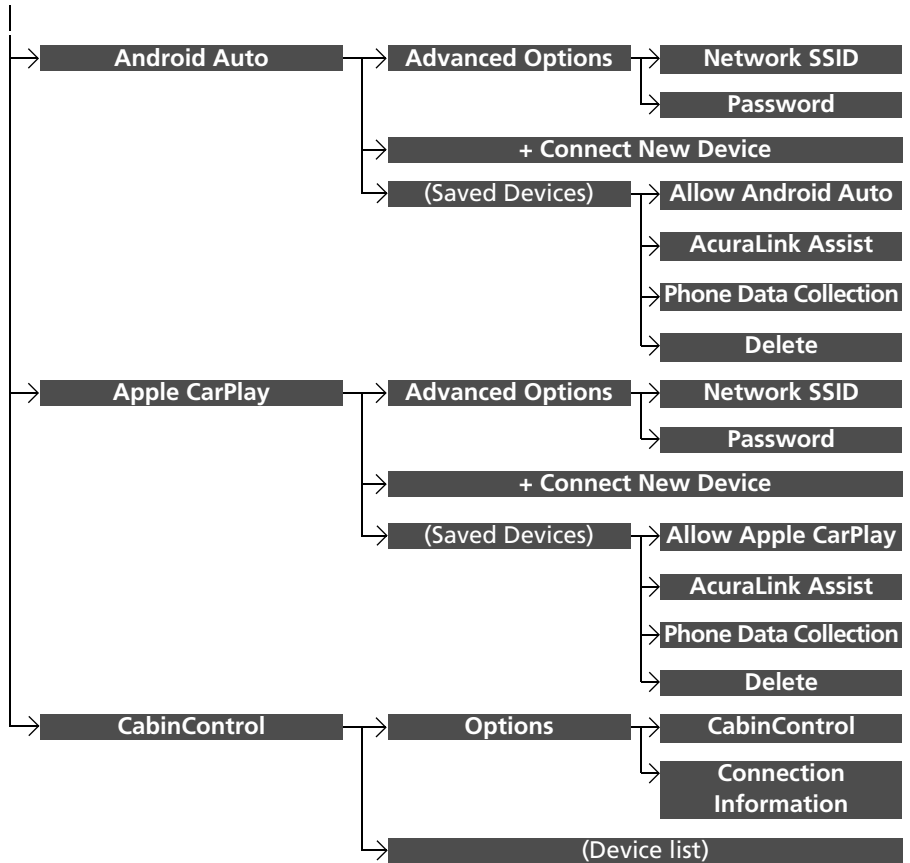 Android Auto
Advanced Options
Network SSID
Password
+ Connect New Device
(Saved Devices)
Allow Android Auto
AcuraLink Assist
Phone Data Collection
Delete
Apple CarPlay
Advanced Options
Network SSID
Password
+ Connect New Device
(Saved Devices)
Allow Apple CarPlay
AcuraLink Assist
Phone Data Collection
Delete
CabinControl
Options
CabinControl
Connection
Information
(Device list)